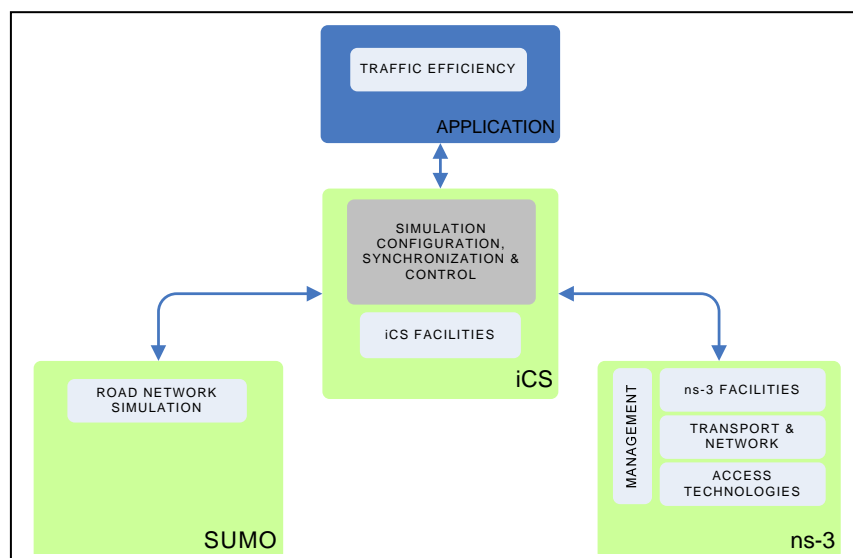 TRAFFIC EFFICIENCY
APPLICATION
SIMULATION
CONFIGURATION,
SYNCHRONIZATION &
CONTROL
iCS FACILITIES
iCS
ROAD NETWORK
SIMULATION
SUMO
MANAGEMENT
ns-3 FACILITIES
TRANSPORT &
NETWORK
ACCESS
TECHNOLOGIES
ns-3